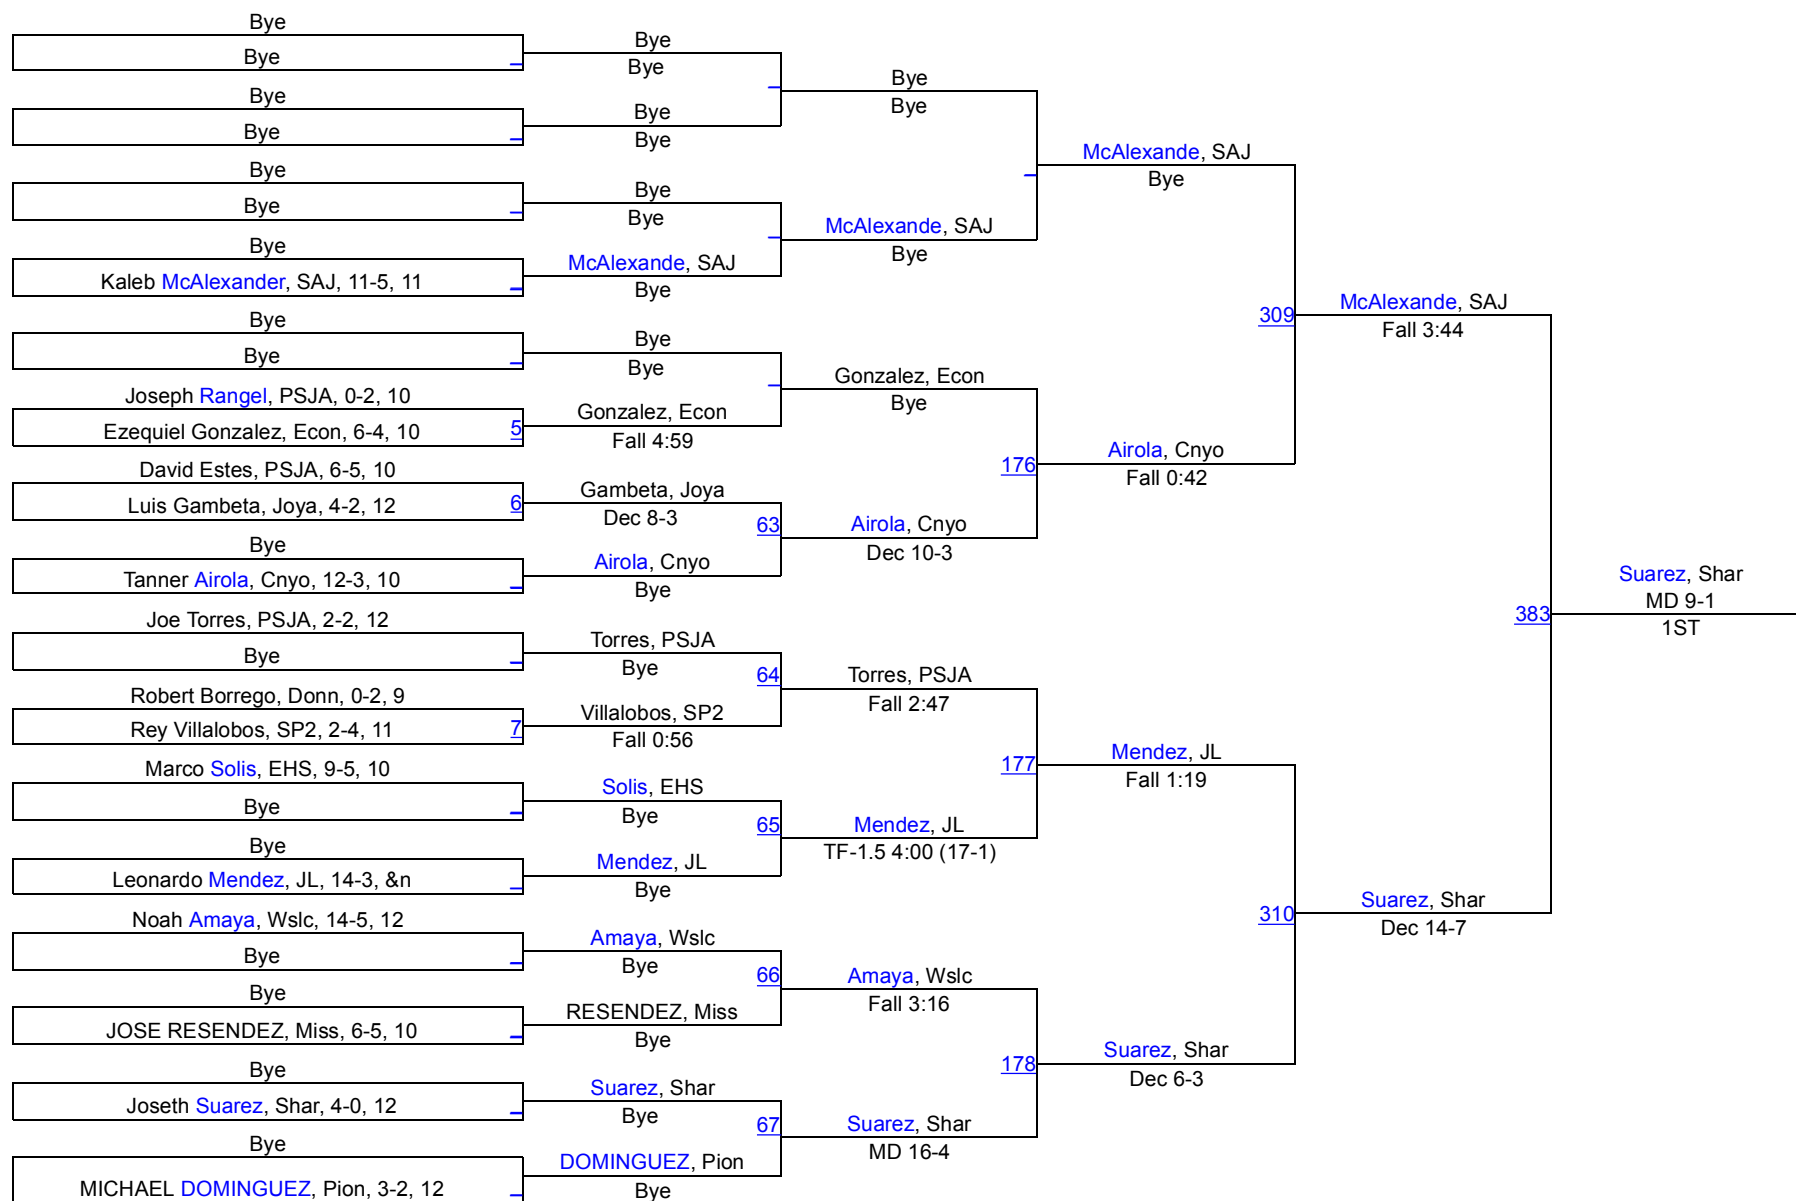 Bye
Bye
Bye
Bye
Bye
Bye
Bye
Kaleb McAlexander, SAJ, 11-5, 11
Bye
Bye
Joseph Rangel, PSJA, 0-2, 10
Ezequiel Gonzalez, Econ, 6-4, 10
5
David Estes, PSJA, 6-5, 10
Luis Gambeta, Joya, 4-2, 12
6
Bye
Tanner Airola, Cnyo, 12-3, 10
Joe Torres, PSJA, 2-2, 12
Bye
Robert Borrego, Donn, 0-2, 9
Rey Villalobos, SP2, 2-4, 11
7
Marco Solis, EHS, 9-5, 10
Bye
Bye
Leonardo Mendez, JL, 14-3, &n
Noah Amaya, Wslc, 14-5, 12
Bye
Bye
JOSE RESENDEZ, Miss, 6-5, 10
Bye
Joseth Suarez, Shar, 4-0, 12
Bye
MICHAEL DOMINGUEZ, Pion, 3-2, 12
Bye
Bye
Bye
Bye
Bye
Bye
McAlexande, SAJ
Bye
Bye
Bye
Gonzalez, Econ
Fall 4:59
Gambeta, Joya
Dec 8-3
63
Airola, Cnyo
Bye
Torres, PSJA
Bye
64
Villalobos, SP2
Fall 0:56
Solis, EHS
Bye
65
Mendez, JL
Bye
Amaya, Wslc
Bye
66
RESENDEZ, Miss
Bye
Suarez, Shar
Bye
67
DOMINGUEZ, Pion
Bye
Bye
Bye
McAlexande, SAJ
Bye
Gonzalez, Econ
Bye
176
Airola, Cnyo
Dec 10-3
Torres, PSJA
Fall 2:47
177
Mendez, JL
TF-1.5 4:00 (17-1)
Amaya, Wslc
Fall 3:16
178
Suarez, Shar
MD 16-4
McAlexande, SAJ
Bye
309
Airola, Cnyo
Fall 0:42
Mendez, JL
Fall 1:19
310
Suarez, Shar
Dec 6-3
McAlexande, SAJ
Fall 3:44
383
Suarez, Shar
Dec 14-7
Suarez, Shar
MD 9-1
1ST